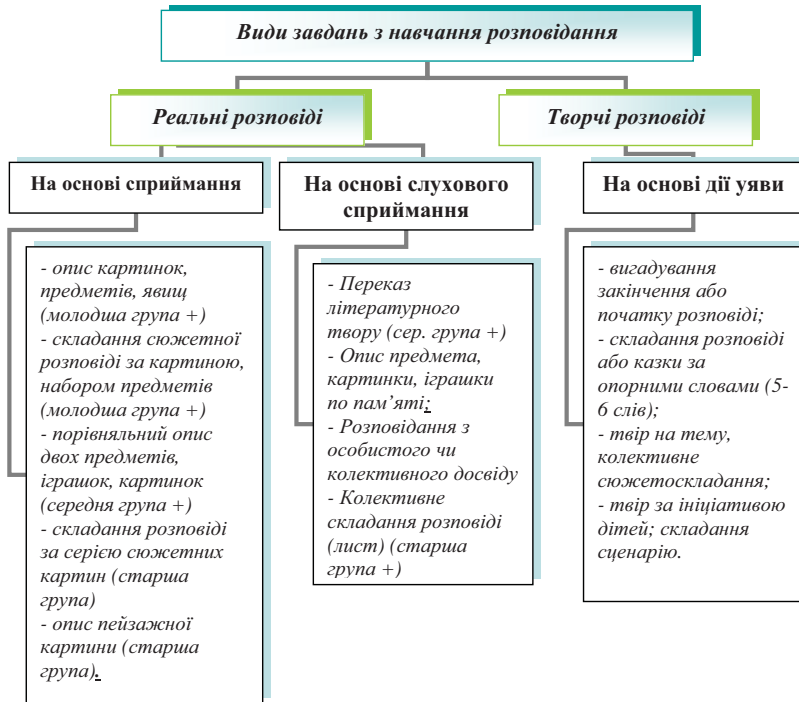 Види завдань з навчання розповідання
Реальні розповіді
Творчі розповіді
На основі сприймання
На основі слухового
сприймання
На основі дії уяви
- опис картинок,
предметів, явищ
(молодша група +)
- складання сюжетної
розповіді за картиною,
набором предметів
(молодша група +)
- порівняльний опис
двох предметів,
іграшок, картинок
(середня група +)
- складання розповіді
за серією сюжетних
картин (старша
група)
- опис пейзажної
картини (старша
група).
- Переказ
літературного
твору (сер. група +)
- Опис предмета,
картинки, іграшки
по пам’яті;
- Розповідання з
особистого чи
колективного досвіду
- Колективне
складання розповіді
(лист) (старша
група +)
- вигадування
закінчення або
початку розповіді;
- складання розповіді
або казки за
опорними словами (5-
6 слів);
- твір на тему,
колективне
сюжетоскладання;
- твір за ініціативою
дітей; складання
сценарію.